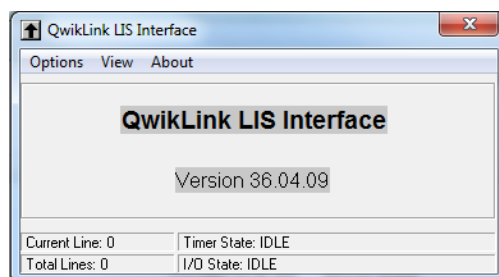 QwikLink LIS Interface
Options View About
QwikLink LIS Interface
Version 36.04.09
Current Line: 0 Timer State: IDLE
Total Lines: 0 I/O State: IDLE